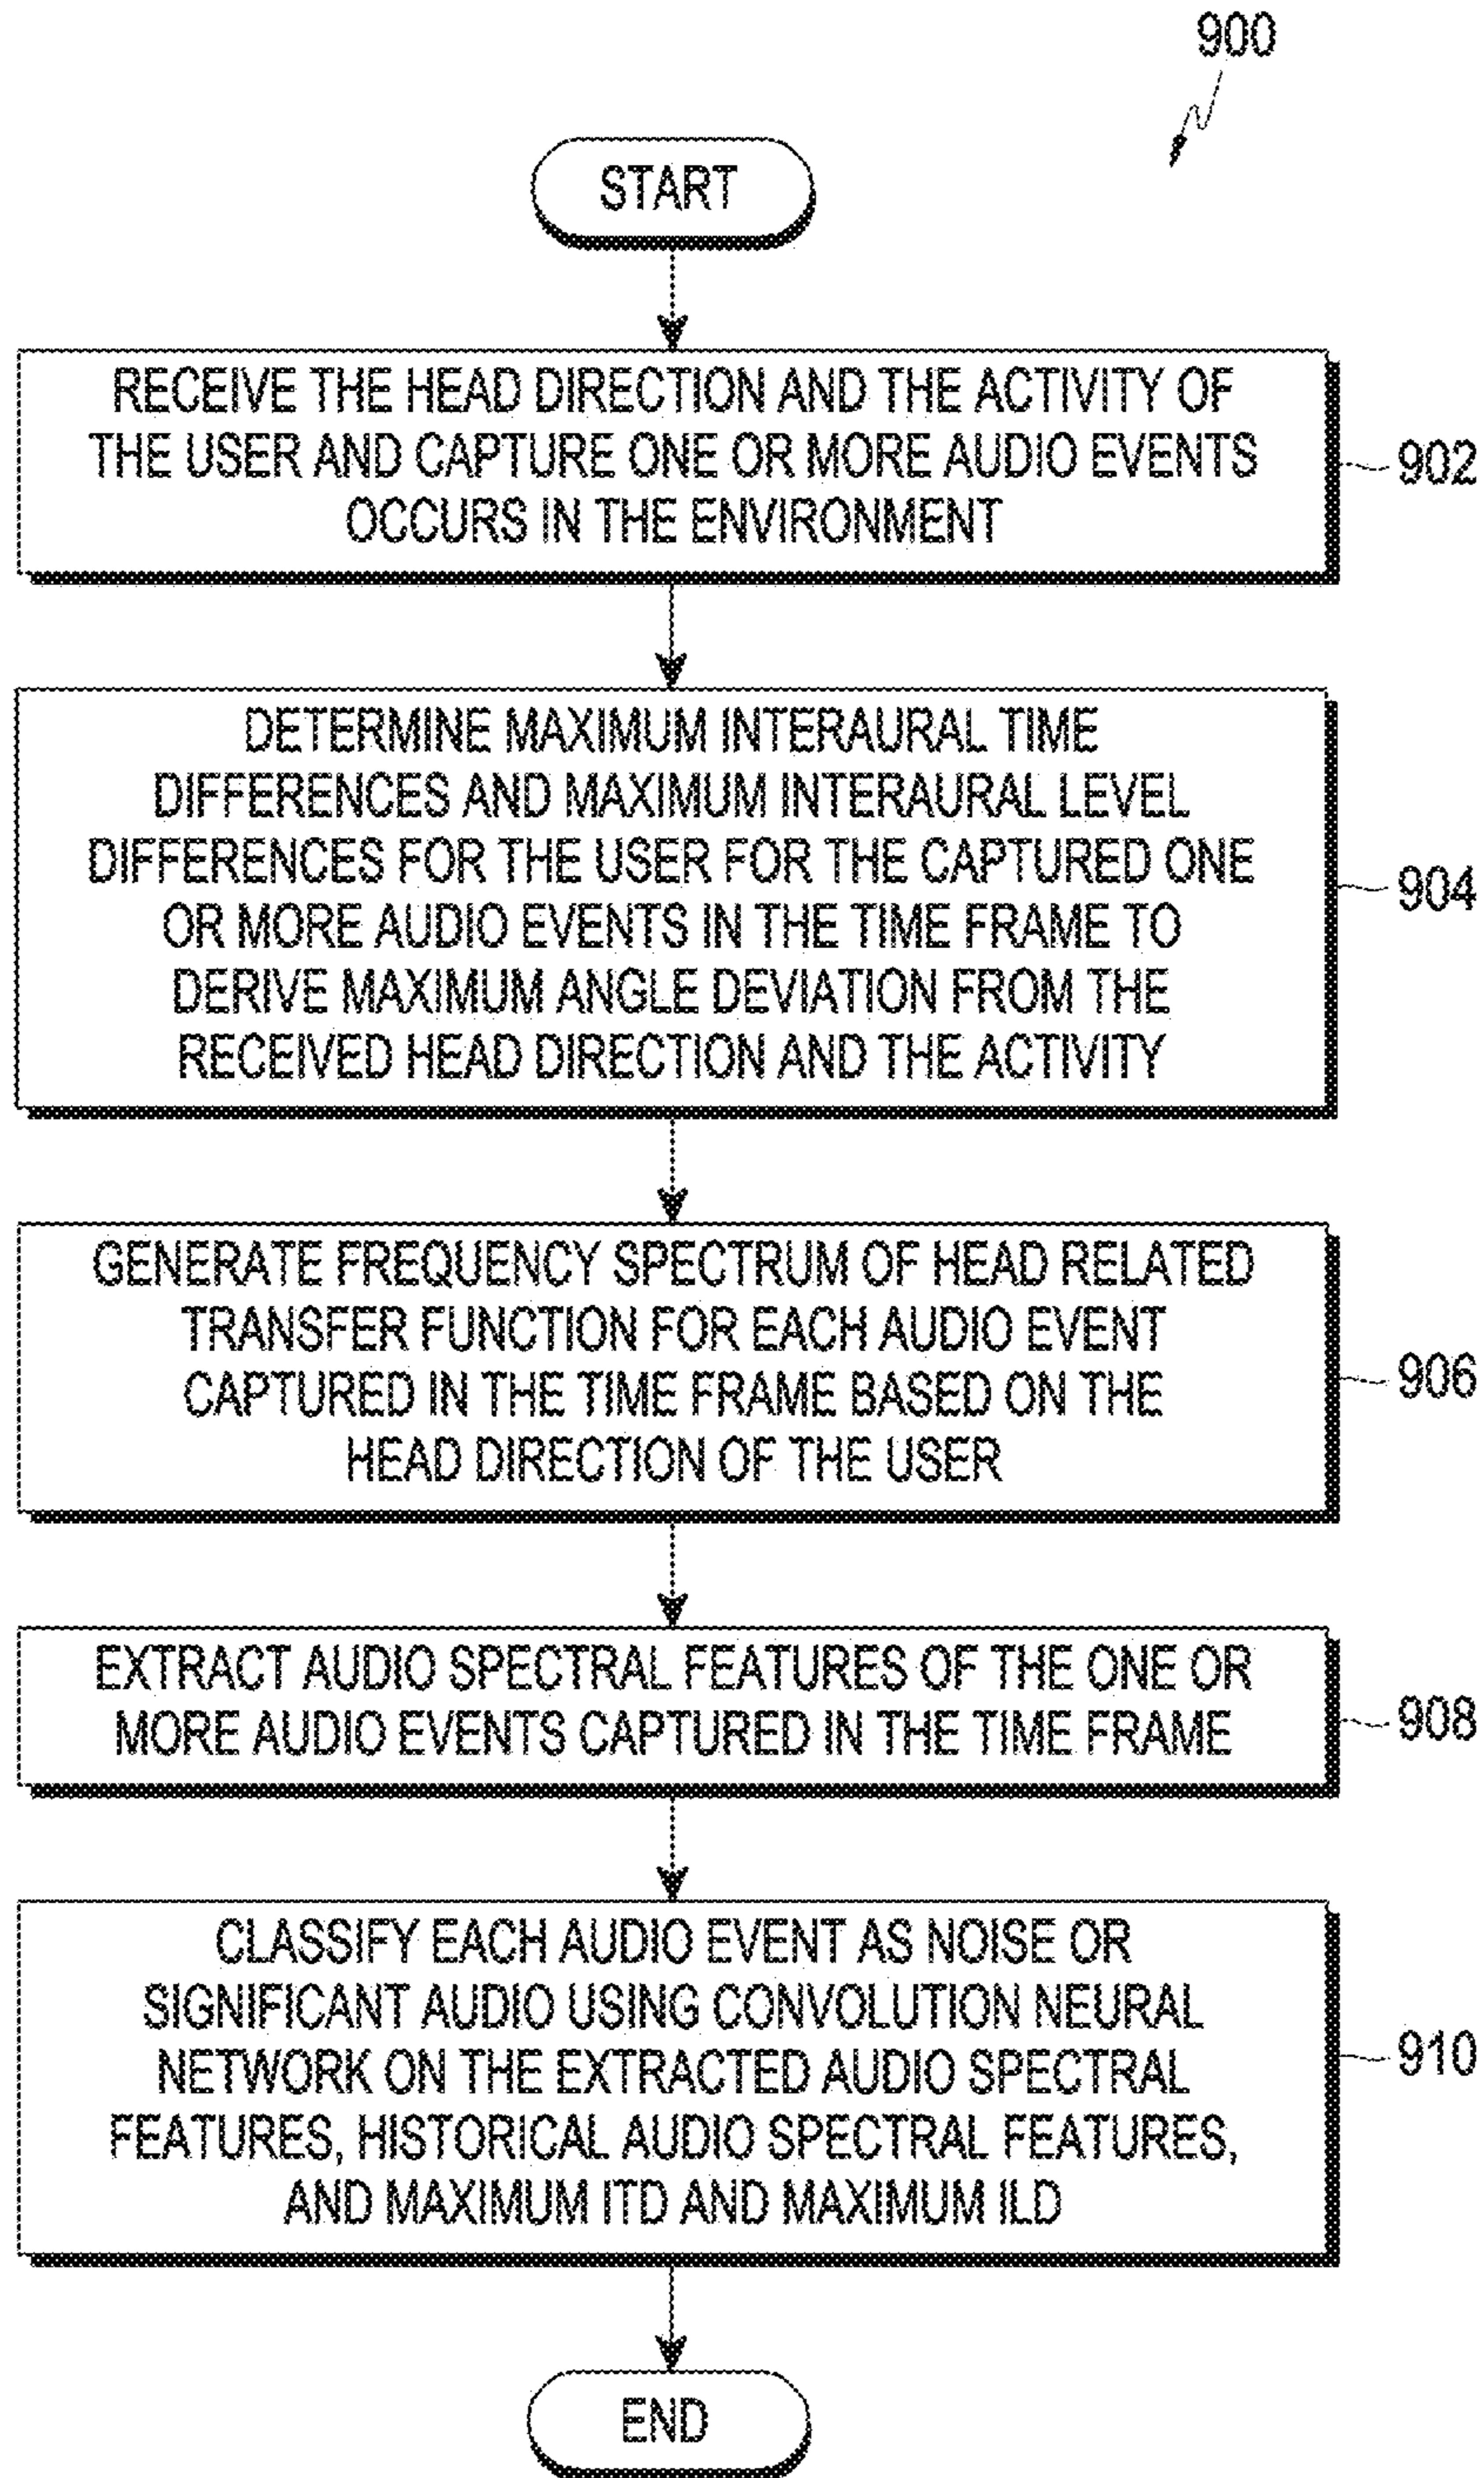 900
START
RECEIVE THE HEAD DIRECTION AND THE ACTIVITY OF
THE USER AND CAPTURE ONE OR MORE AUDIO EVENTS
OCCURS IN THE ENVIRONMENT
902
DETERMINE MAXIMUM INTERAURAL TIME
DIFFERENCES AND MAXIMUM INTERAURAL LEVEL
DIFFERENCES FOR THE USER FOR THE CAPTURED ONE
OR MORE AUDIO EVENTS IN THE TIME FRAME TO
DERIVE MAXIMUM ANGLE DEVIATION FROM THE
RECEIVED HEAD DIRECTION AND THE ACTIVITY
904
GENERATE FREQUENCY SPECTRUM OF HEAD RELATED
TRANSFER FUNCTION FOR EACH AUDIO EVENT
CAPTURED IN THE TIME FRAME BASED ON THE
HEAD DIRECTION OF THE USER
906
EXTRACT AUDIO SPECTRAL FEATURES OF THE ONE OR
MORE AUDIO EVENTS CAPTURED IN THE TIME FRAME
908
CLASSIFY EACH AUDIO EVENT AS NOISE OR
SIGNIFICANT AUDIO USING CONVOLUTION NEURAL
NETWORK ON THE EXTRACTED AUDIO SPECTRAL
FEATURES, HISTORICAL AUDIO SPECTRAL FEATURES,
AND MAXIMUM ITD AND MAXIMUM ILD
910
END